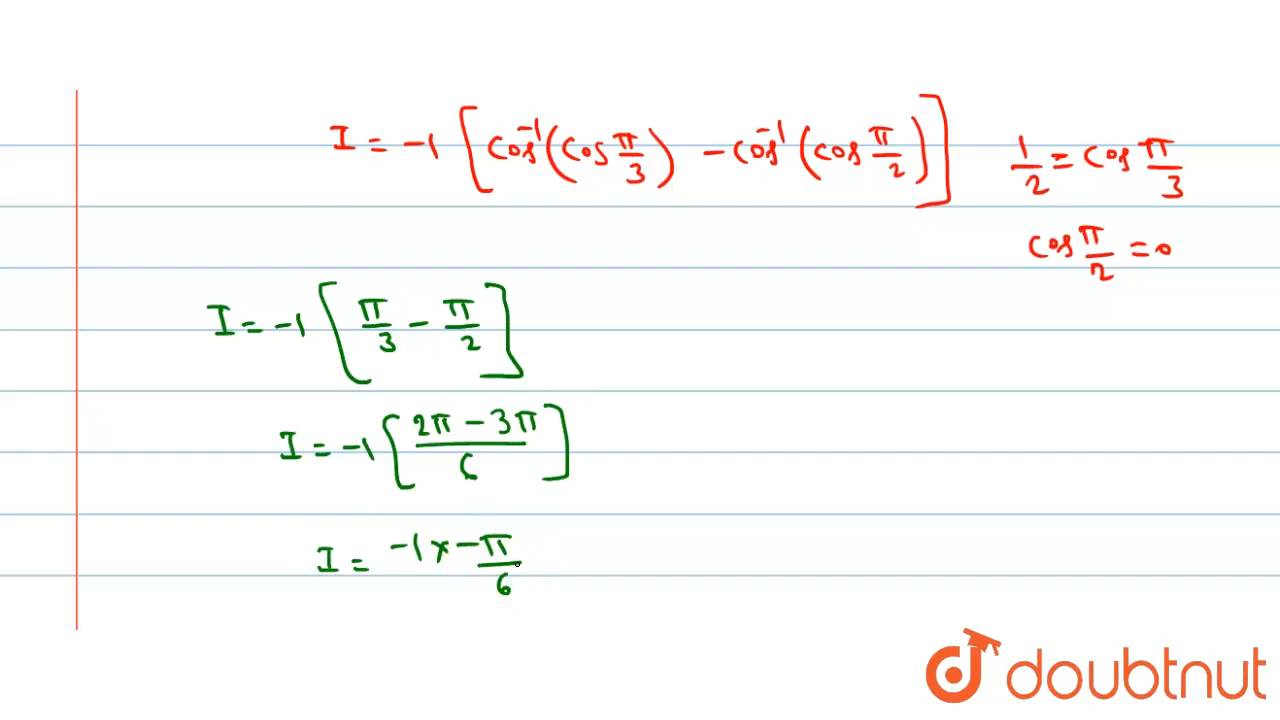 I = -1 [cos⁻¹(cos π/3) - cos⁻¹(cos π/2)]
1/2 = cos π/3
cos π/2 = 0
I = -1 [π/3 - π/2]
I = -1 [2π - 3π / 6]
I = -1 × -π/6
doubtnut